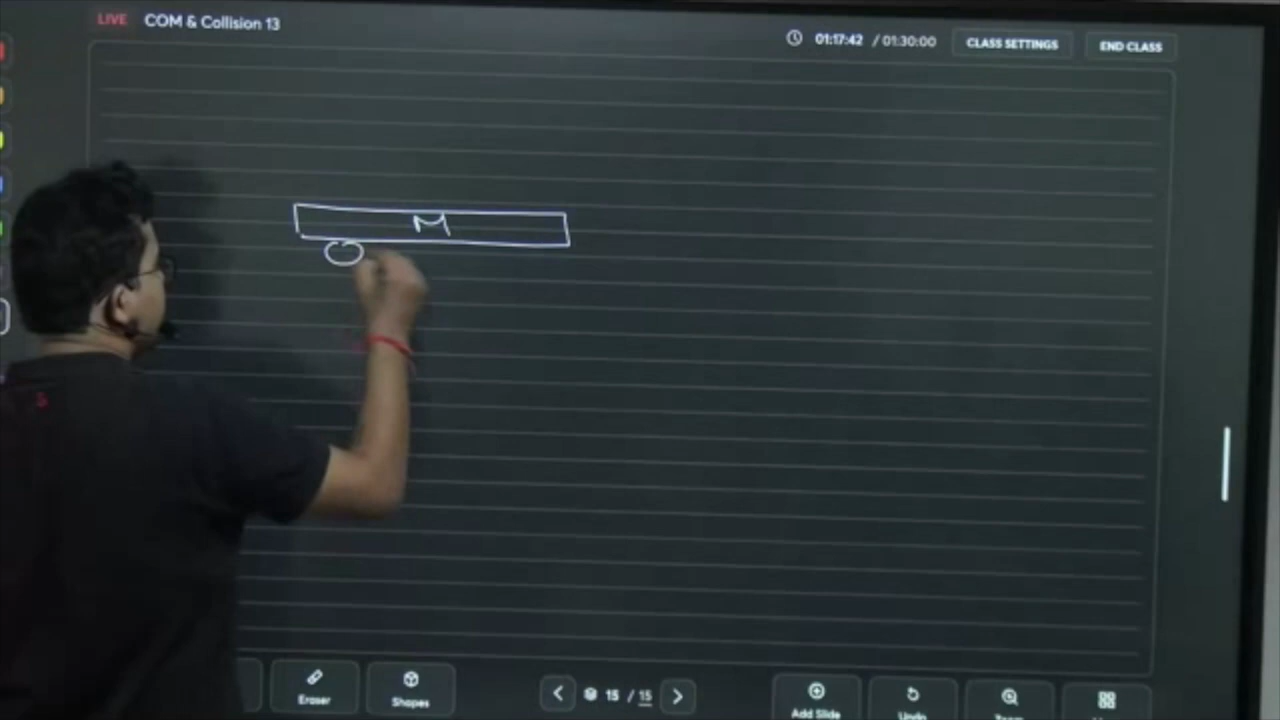 LIVE COM & Collision 13
01:17:42 / 01:30:00 CLASS SETTINGS END CLASS
M
Eraser Shapes 15 / 15 Add Slide Undo